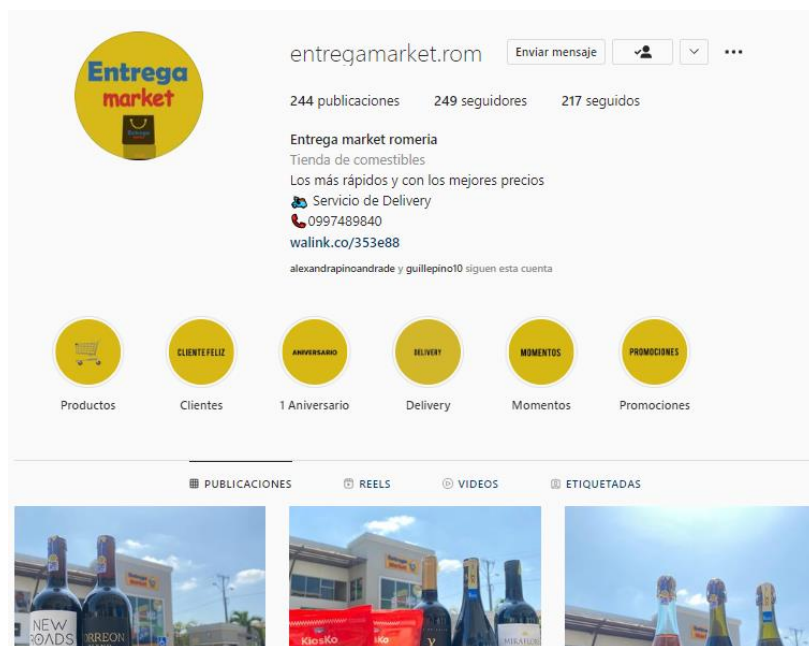 Entrega
market
entregamarket.rom
Enviar mensaje
244 publicaciones 249 seguidores 217 seguidos
Entrega market romeria
Tienda de comestibles
Los más rápidos y con los mejores precios
Servicio de Delivery
0997489840
walink.co/353e88
alexandrapinoandrade y guillepino10 siguen esta cuenta
CLIENTE FELIZ
ANIVERSARIO
DELIVERY
MOMENTOS
PROMOCIONES
Productos Clientes 1 Aniversario Delivery Momentos Promociones
PUBLICACIONES REELS VIDEOS ETIQUETADAS
Entrega
market
NEW
ROADS
KiosKo